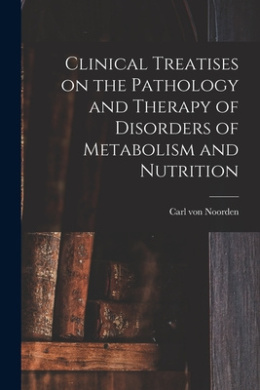 Clinical Treatises
on the Pathology
and Therapy of
Disorders of
Metabolism and
Nutrition
Carl von Noorden